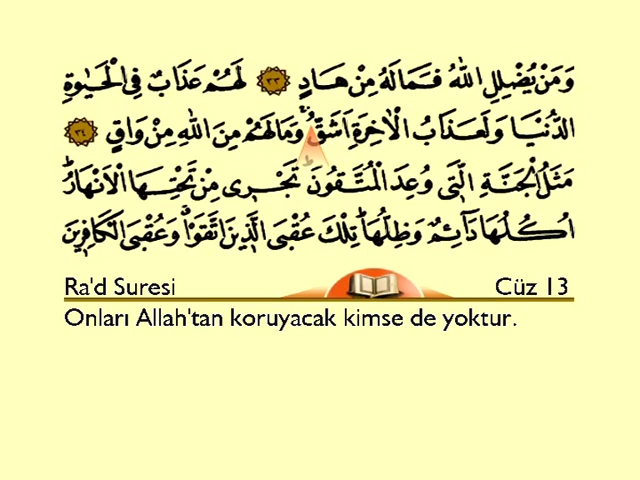 وَمَنْ يُضْلِلِ اللّٰهُ فَمَا لَهُ مِنْ هَادٍ ﴿٣٣﴾ لَهُمْ عَذَابٌ فِي الْحَيٰوةِ
الدُّنْيَا وَلَعَذَابُ الْاٰخِرَةِ اَشَقُّۚ وَمَا لَهُمْ مِنَ اللّٰهِ مِنْ وَاقٍ ﴿٣٤﴾
مَثَلُ الْجَنَّةِ الَّتٖي وُعِدَ الْمُتَّقُونَۜ تَجْرٖي مِنْ تَحْتِهَا الْاَنْهَارُۜ
اُكُلُهَا دَٓائِمٌ وَظِلُّهَاۜ تِلْكَ عُقْبَى الَّذٖينَ اتَّقَوْاۗ وَعُقْبَى الْكَافِرٖينَ
Ra'd Suresi Cüz 13
Onları Allah'tan koruyacak kimse de yoktur.